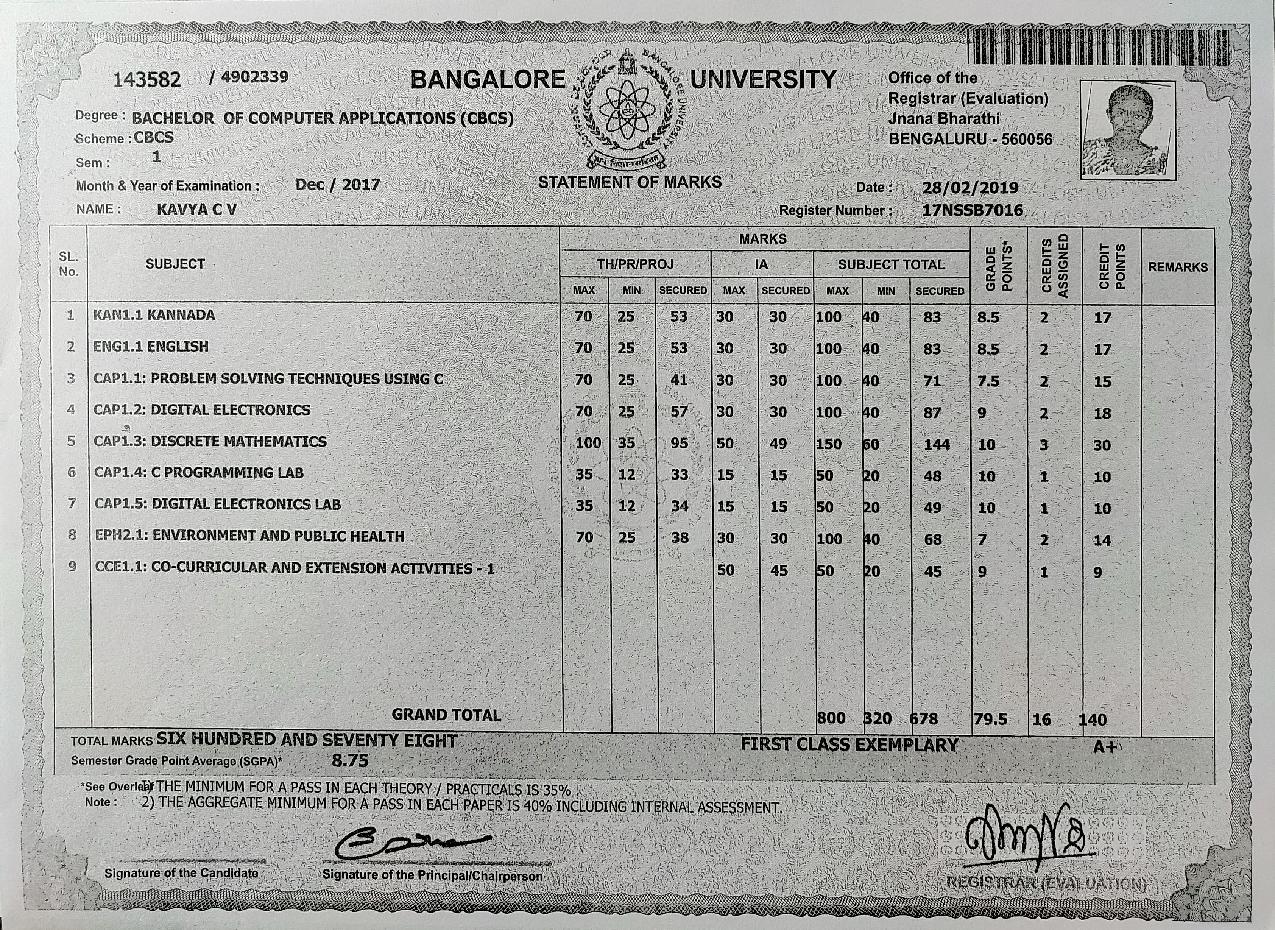 143582 / 4902339
BANGALORE UNIVERSITY
BANGALORE UNIVERSITY
Office of the
Registrar (Evaluation)
Jnana Bharathi
BENGALURU - 560056
Degree : BACHELOR OF COMPUTER APPLICATIONS (CBCS)
Scheme : CBCS
Sem : 1
Month & Year of Examination : Dec / 2017
STATEMENT OF MARKS
Date : 28/02/2019
NAME : KAVYA C V
Register Number : 17NSSB7016
SL. No. SUBJECT MARKS GRADE POINTS* CREDITS ASSIGNED CREDIT POINTS REMARKS
TH/PR/PROJ IA SUBJECT TOTAL
MAX MIN SECURED MAX SECURED MAX MIN SECURED
1 KAN1.1 KANNADA 70 25 53 30 30 100 40 83 8.5 2 17
2 ENG1.1 ENGLISH 70 25 53 30 30 100 40 83 8.5 2 17
3 CAP1.1: PROBLEM SOLVING TECHNIQUES USING C 70 25 41 30 30 100 40 71 7.5 2 15
4 CAP1.2: DIGITAL ELECTRONICS 70 25 57 30 30 100 40 87 9 2 18
5 CAP1.3: DISCRETE MATHEMATICS 100 35 95 50 49 150 60 144 10 3 30
6 CAP1.4: C PROGRAMMING LAB 35 12 33 15 15 50 20 48 10 1 10
7 CAP1.5: DIGITAL ELECTRONICS LAB 35 12 34 15 15 50 20 49 10 1 10
8 EPH2.1: ENVIRONMENT AND PUBLIC HEALTH 70 25 38 30 30 100 40 68 7 2 14
9 CCE1.1: CO-CURRICULAR AND EXTENSION ACTIVITIES - 1 50 45 50 20 45 9 1 9
GRAND TOTAL 800 320 678 79.5 16 140
TOTAL MARKS SIX HUNDRED AND SEVENTY EIGHT FIRST CLASS EXEMPLARY A+
Semester Grade Point Average (SGPA)* 8.75
*See Overleaf 1) THE MINIMUM FOR A PASS IN EACH THEORY / PRACTICALS IS 35%
Note : 2) THE AGGREGATE MINIMUM FOR A PASS IN EACH PAPER IS 40% INCLUDING INTERNAL ASSESSMENT.
Signature of the Candidate
Signature of the Principal/Chairperson
REGISTRAR (EVALUATION)